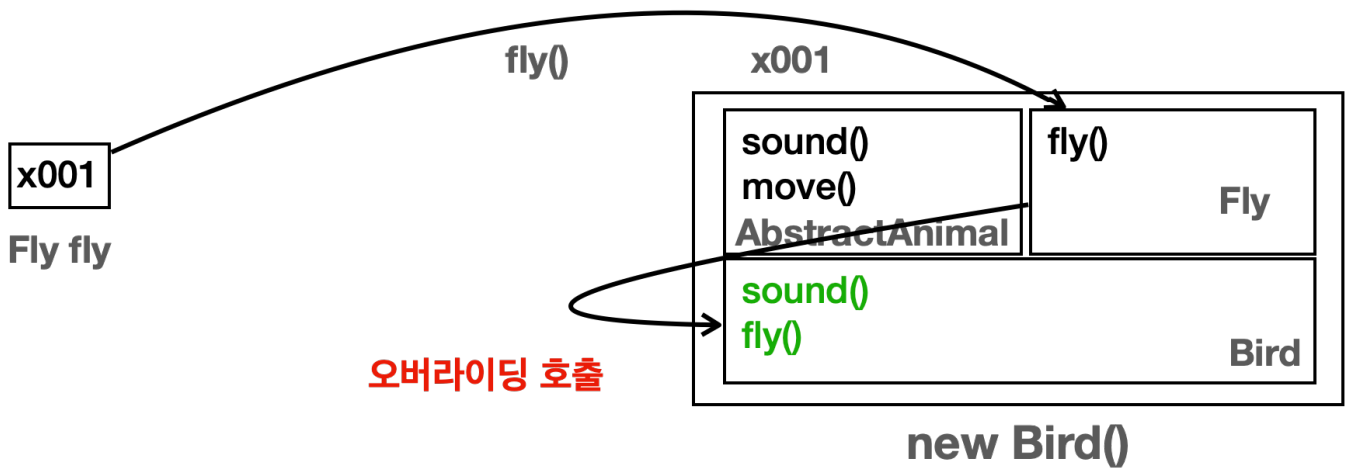 fly()
x001
x001
Fly fly
sound()
move()
AbstractAnimal
fly()
Fly
sound()
fly()
Bird
오버라이딩 호출
new Bird()